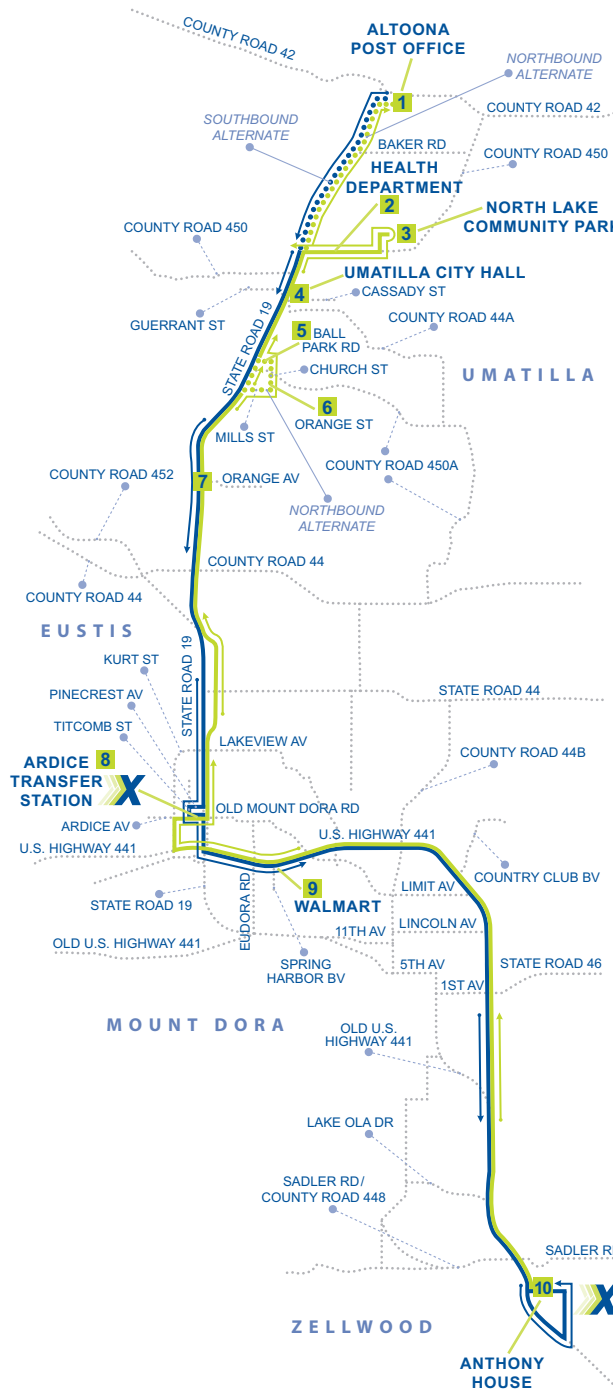 COUNTY ROAD 42
ALTOONA
POST OFFICE
NORTHBOUND
ALTERNATE
1
COUNTY ROAD 42
SOUTHBOUND
ALTERNATE
BAKER RD
COUNTY ROAD 450
HEALTH
DEPARTMENT
2
3
NORTH LAKE
COMMUNITY PARK
COUNTY ROAD 450
4
UMATILLA CITY HALL
CASSADY ST
GUERRANT ST
STATE ROAD 19
COUNTY ROAD 44A
5
BALL
PARK RD
UMATILLA
CHURCH ST
6
ORANGE ST
MILLS ST
COUNTY ROAD 450A
COUNTY ROAD 452
7
ORANGE AV
NORTHBOUND
ALTERNATE
COUNTY ROAD 44
COUNTY ROAD 44
EUSTIS
KURT ST
STATE ROAD 19
PINECREST AV
STATE ROAD 44
TITCOMB ST
LAKEVIEW AV
COUNTY ROAD 44B
ARDICE
TRANSFER
STATION
8
X
OLD MOUNT DORA RD
ARDICE AV
U.S. HIGHWAY 441
U.S. HIGHWAY 441
COUNTRY CLUB BV
9
WALMART
LIMIT AV
STATE ROAD 19
EUDORA RD
LINCOLN AV
11TH AV
OLD U.S. HIGHWAY 441
SPRING
HARBOR BV
5TH AV
STATE ROAD 46
1ST AV
MOUNT DORA
OLD U.S.
HIGHWAY 441
LAKE OLA DR
SADLER RD/
COUNTY ROAD 448
SADLER RD
10
X
ZELLWOOD
ANTHONY
HOUSE